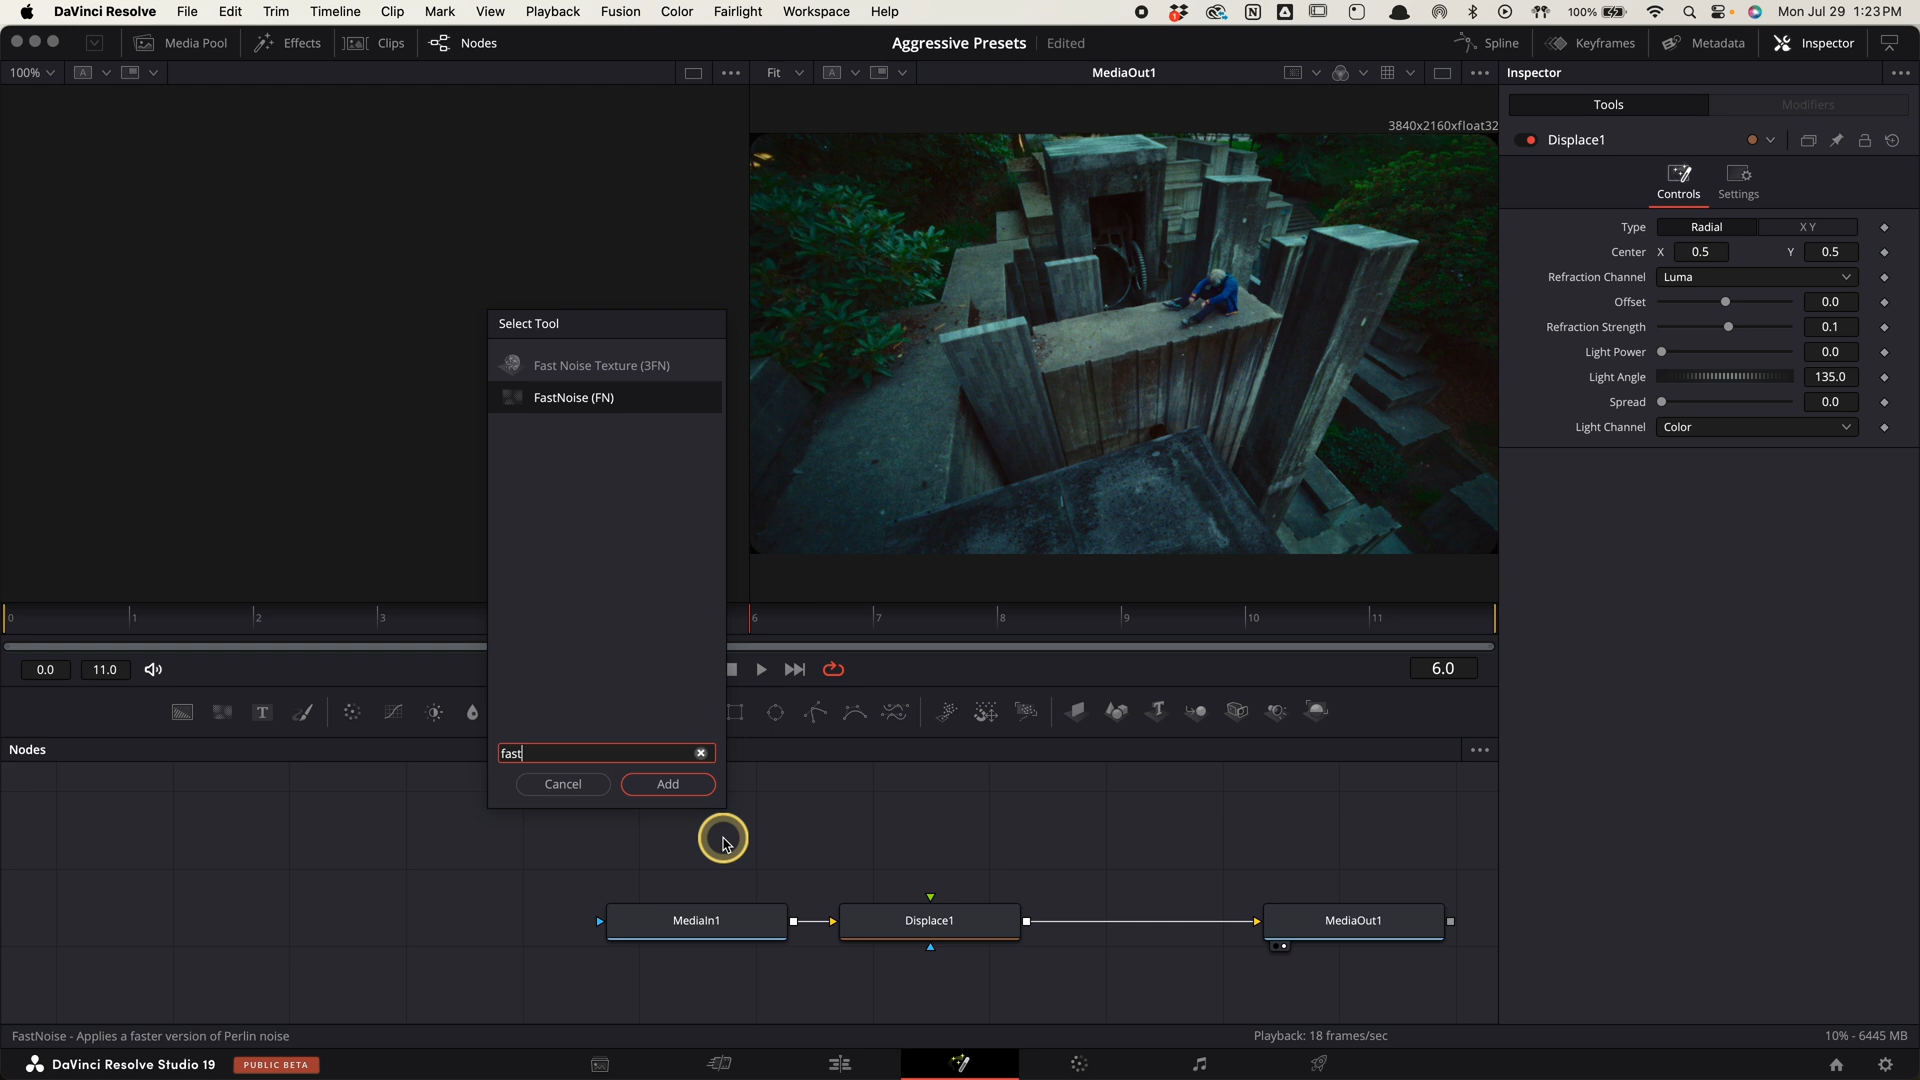 DaVinci Resolve File Edit Trim Timeline Clip Mark View Playback Fusion Color Fairlight Workspace Help 100% Mon Jul 29 1:23 PM
Media Pool Effects Clips Nodes Aggressive Presets Edited Spline Keyframes Metadata Inspector
100% A Fit A MediaOut1 Inspector
Tools Modifiers
3840x2160xfloat32
Displace1
Controls Settings
Type Radial X Y
Center X 0.5 Y 0.5
Refraction Channel Luma
Offset 0.0
Refraction Strength 0.1
Light Power 0.0
Light Angle 135.0
Spread 0.0
Light Channel Color
Select Tool
Fast Noise Texture (3FN)
FastNoise (FN)
0 1 2 3 6 7 8 9 10 11
0.0 11.0 6.0
T T
Nodes
fast
Cancel Add
MediaIn1 Displace1 MediaOut1
FastNoise - Applies a faster version of Perlin noise Playback: 18 frames/sec 10% - 6445 MB
DaVinci Resolve Studio 19 PUBLIC BETA